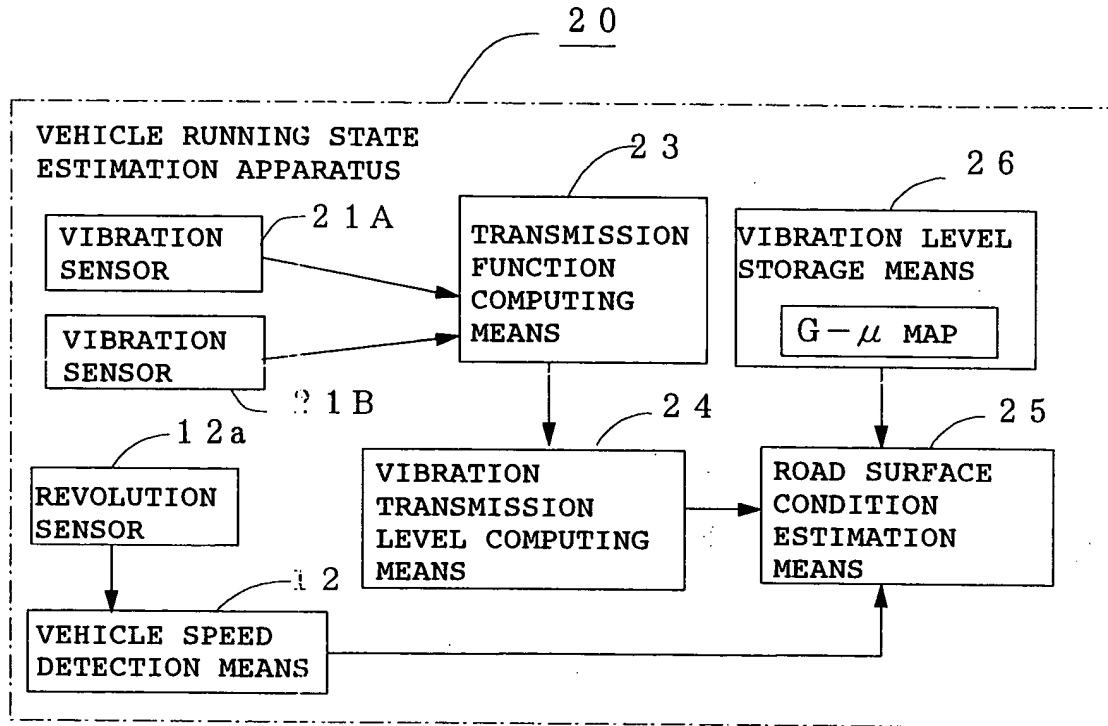 20
VEHICLE RUNNING STATE
ESTIMATION APPARATUS
23
26
21A
VIBRATION
SENSOR
TRANSMISSION
FUNCTION
COMPUTING
MEANS
VIBRATION LEVEL
STORAGE MEANS
G-μ MAP
VIBRATION
SENSOR
21B
24
25
12a
REVOLUTION
SENSOR
VIBRATION
TRANSMISSION
LEVEL COMPUTING
MEANS
ROAD SURFACE
CONDITION
ESTIMATION
MEANS
12
VEHICLE SPEED
DETECTION MEANS